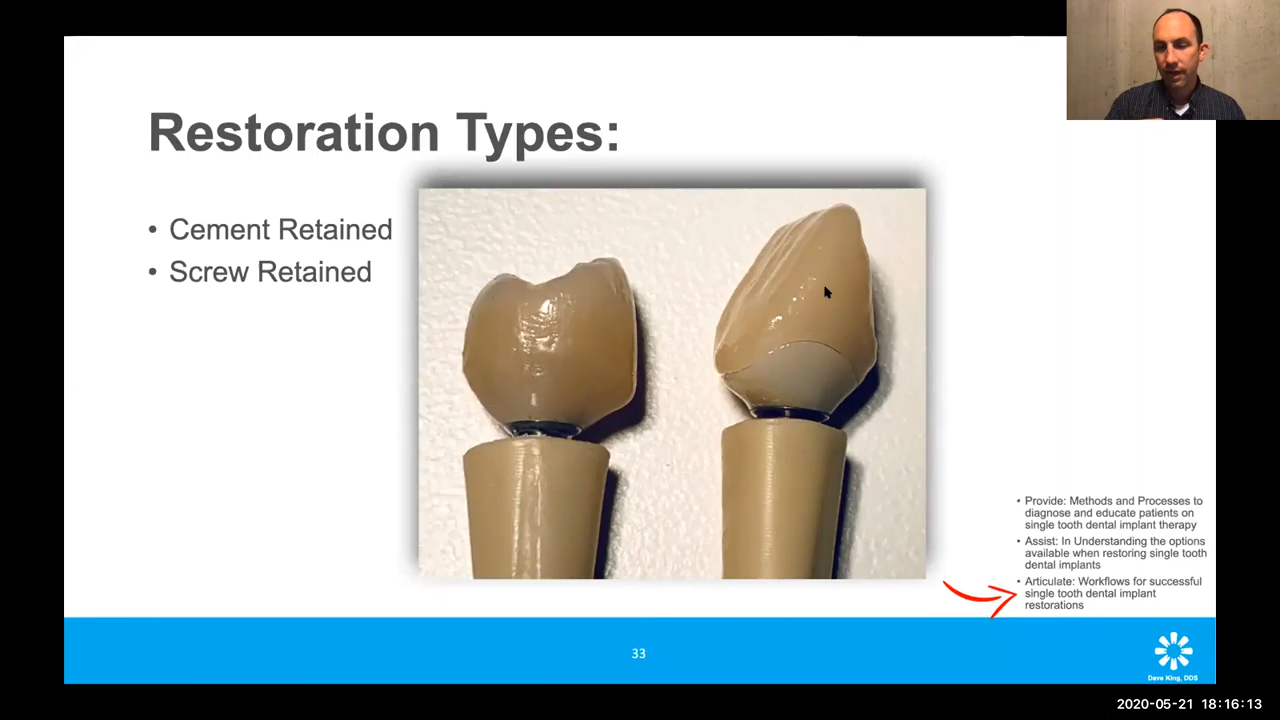 Restoration Types:
• Cement Retained
• Screw Retained
• Provide: Methods and Processes to
diagnose and educate patients on
single tooth dental implant therapy
• Assist: In Understanding the options
available when restoring single tooth
dental implants
• Articulate: Workflows for successful
single tooth dental implant
restorations
33
Dave King, DDS
2020-05-21 18:16:13